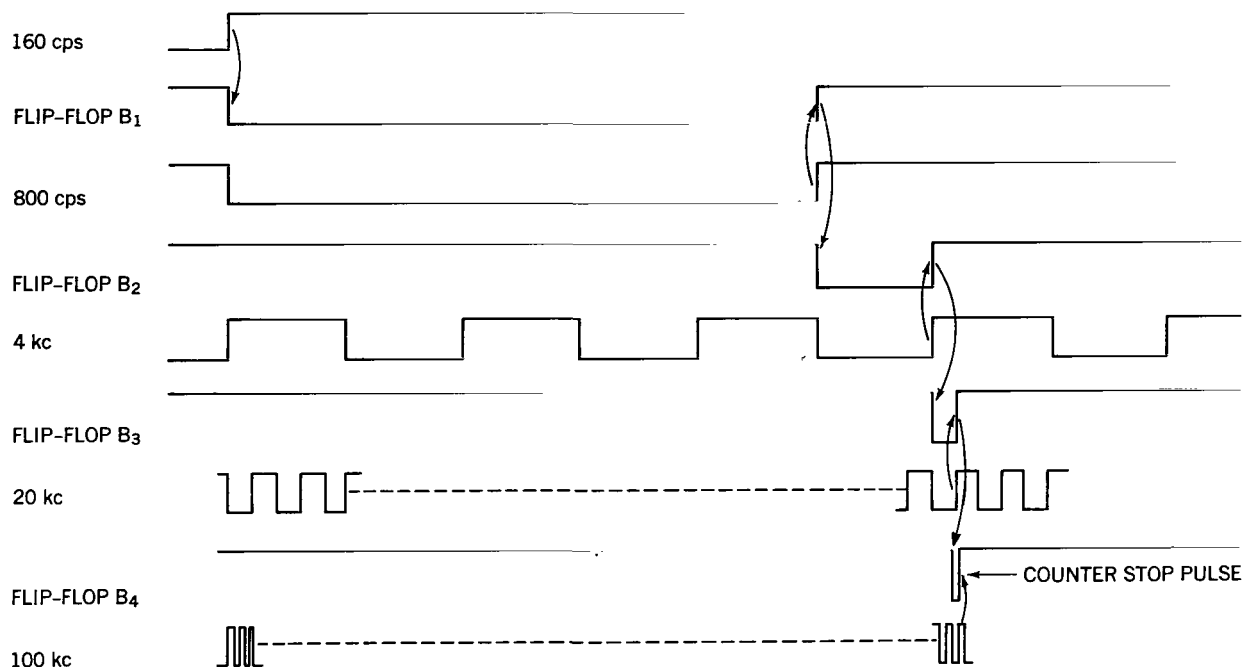 160 cps
FLIP–FLOP B1
800 cps
FLIP–FLOP B2
4 kc
FLIP–FLOP B3
20 kc
COUNTER STOP PULSE
FLIP–FLOP B4
100 kc